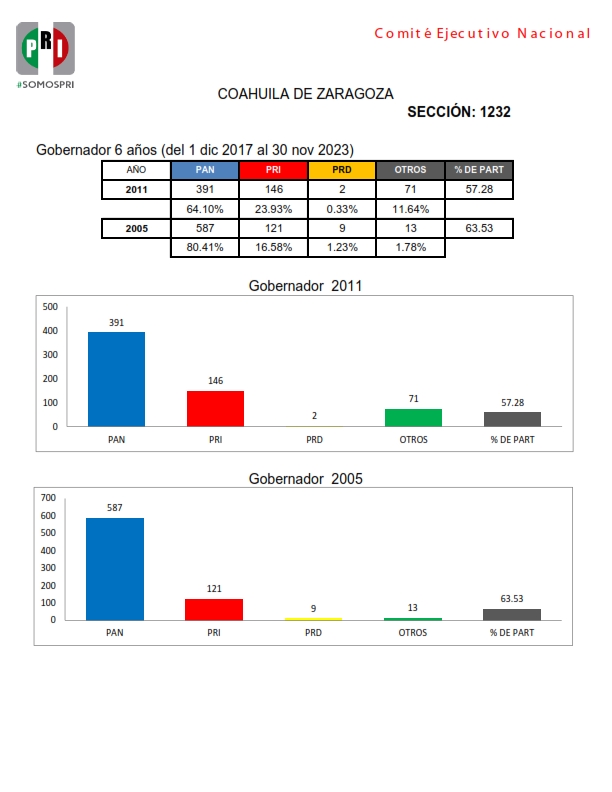 PRI
#SOMOSPRI
Comité Ejecutivo Nacional
COAHUILA DE ZARAGOZA
SECCIÓN: 1232
Gobernador 6 años (del 1 dic 2017 al 30 nov 2023)
AÑO PAN PRI PRD OTROS % DE PART
2011 391 146 2 71 57.28
64.10% 23.93% 0.33% 11.64%
2005 587 121 9 13 63.53
80.41% 16.58% 1.23% 1.78%
Gobernador 2011
500
400
300
200
100
0
391
146
2
71
57.28
PAN PRI PRD OTROS % DE PART
Gobernador 2005
700
600
500
400
300
200
100
0
587
121
9
13
63.53
PAN PRI PRD OTROS % DE PART